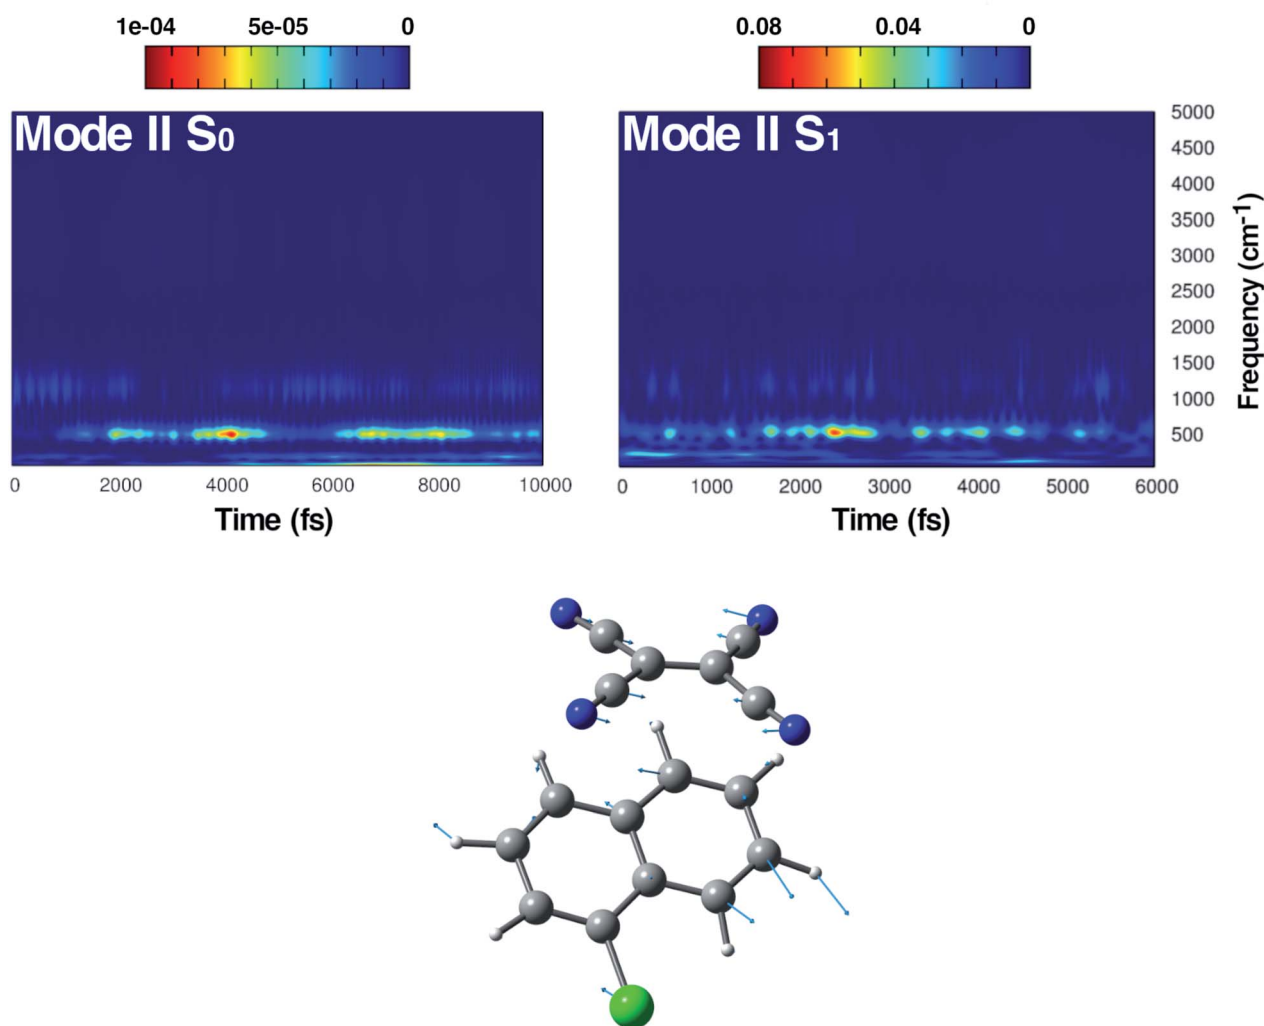 1e-04 5e-05 0
0.08 0.04 0
Mode II S0
Mode II S1
5000
4500
4000
3500
3000
2500
2000
1500
1000
500
Frequency (cm-1)
0 2000 4000 6000 8000 10000
0 1000 2000 3000 4000 5000 6000
Time (fs)
Time (fs)